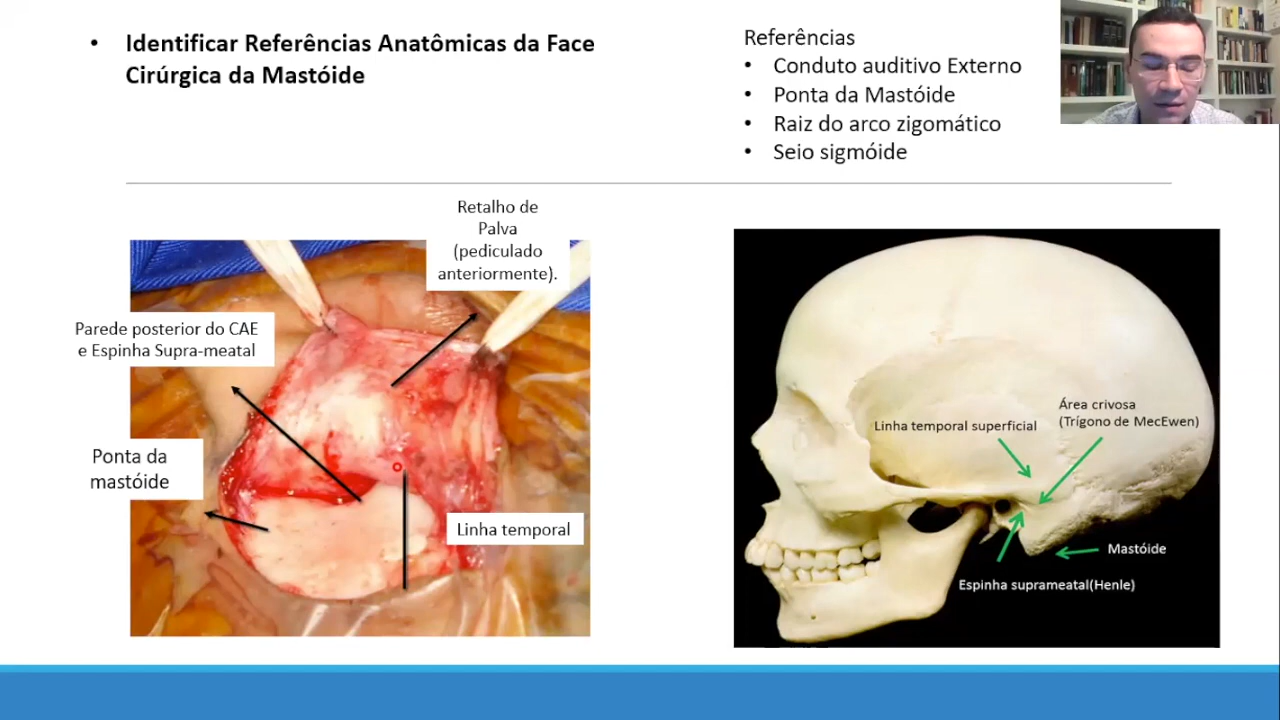 • Identificar Referências Anatômicas da Face
Cirúrgica da Mastóide
Referências
• Conduto auditivo Externo
• Ponta da Mastóide
• Raiz do arco zigomático
• Seio sigmóide
Retalho de
Palva
(pediculado
anteriormente).
Parede posterior do CAE
e Espinha Supra-meatal
Ponta da
mastóide
Linha temporal
Linha temporal superficial
Área crivosa
(Trígono de MecEwen)
Mastóide
Espinha suprameatal(Henle)